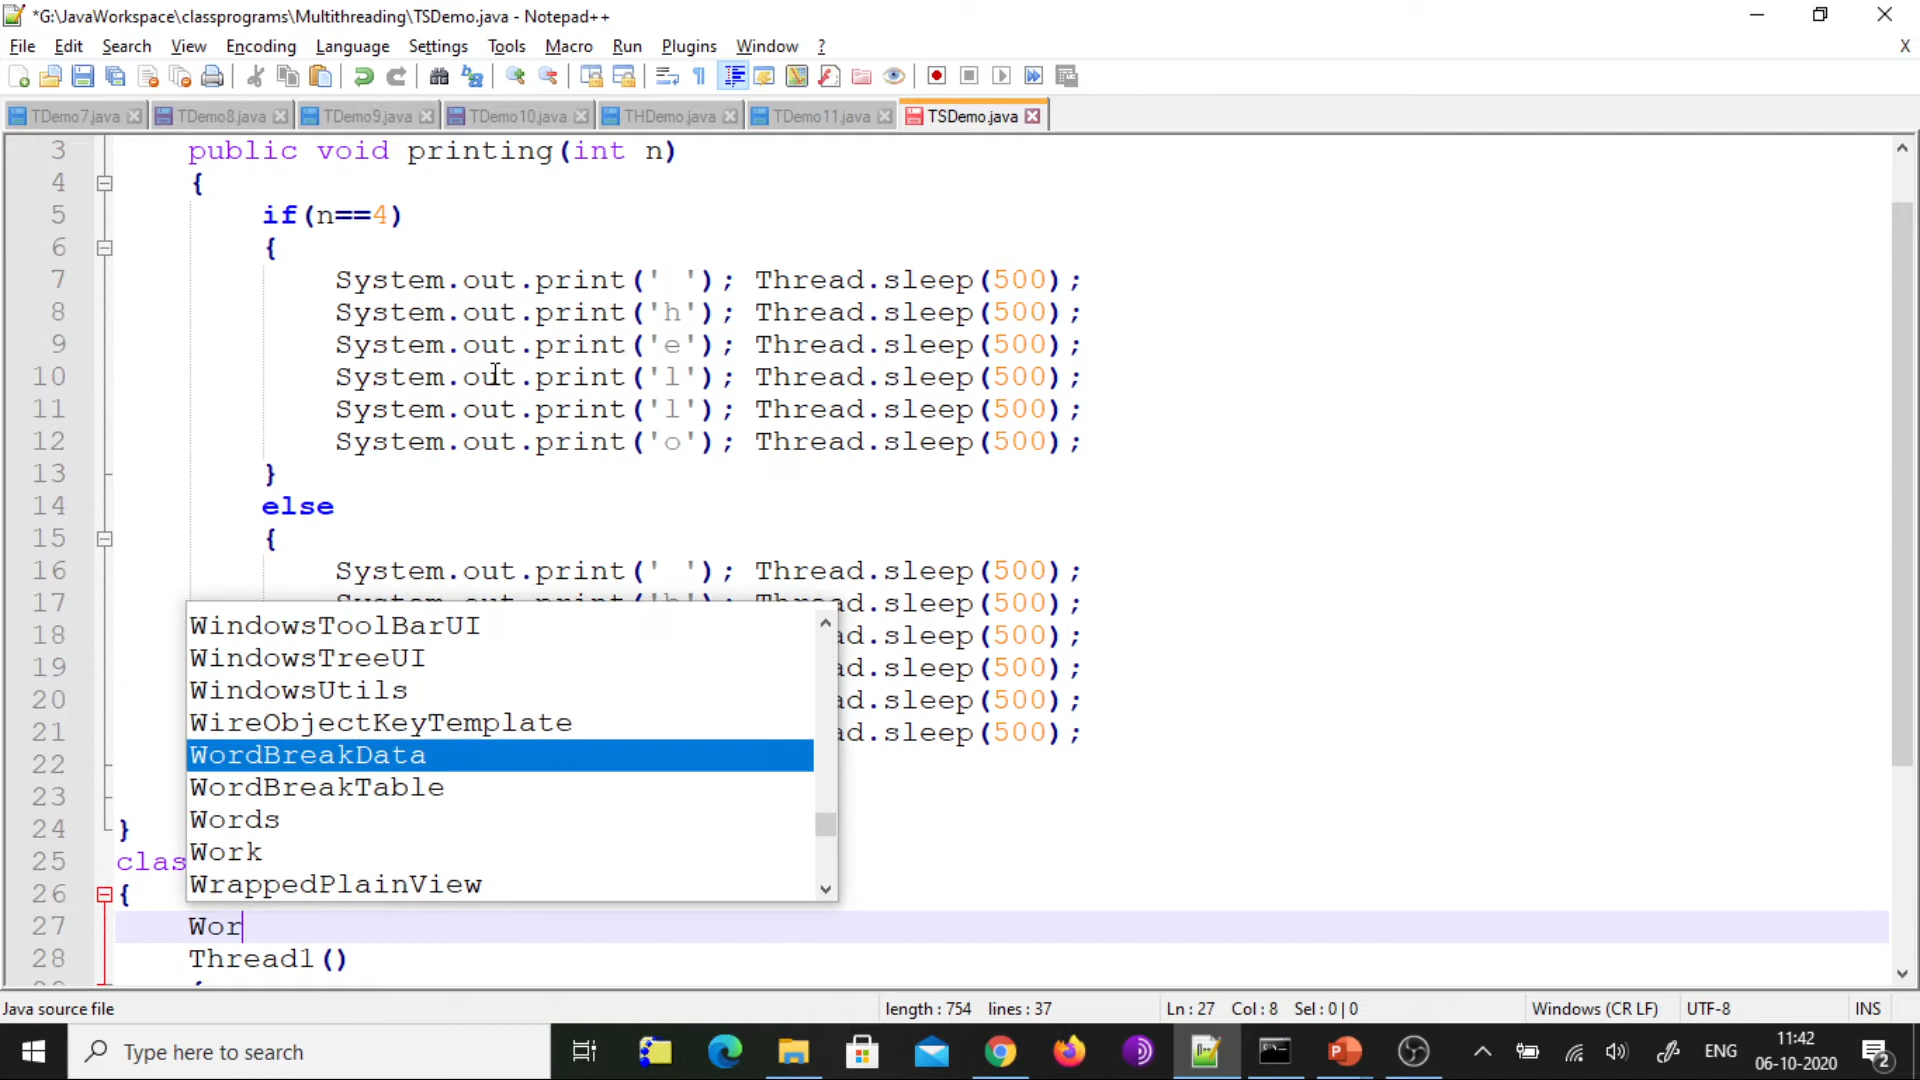 *G:\JavaWorkspace\classprograms\Multithreading\TSDemo.java - Notepad++
File Edit Search View Encoding Language Settings Tools Macro Run Plugins Window ? X
TDemo7.java TDemo8.java TDemo9.java TDemo10.java THDemo.java TDemo11.java TSDemo.java
3 public void printing(int n)
4 {
5 if(n==4)
6 {
7 System.out.print(' '); Thread.sleep(500);
8 System.out.print('h'); Thread.sleep(500);
9 System.out.print('e'); Thread.sleep(500);
10 System.out.print('l'); Thread.sleep(500);
11 System.out.print('l'); Thread.sleep(500);
12 System.out.print('o'); Thread.sleep(500);
13 }
14 else
15 {
16 System.out.print(' '); Thread.sleep(500);
17 ad.sleep(500);
18 ad.sleep(500);
19 ad.sleep(500);
20 ad.sleep(500);
21 ad.sleep(500);
22
23
24 }
25 clas
26 {
27 Wor
28 Thread1()
WindowsToolBarUI
WindowsTreeUI
WindowsUtils
WireObjectKeyTemplate
WordBreakData
WordBreakTable
Words
Work
WrappedPlainView
Java source file length : 754 lines : 37 Ln : 27 Col : 8 Sel : 0 | 0 Windows (CR LF) UTF-8 INS
Type here to search ENG 11:42
06-10-2020 2